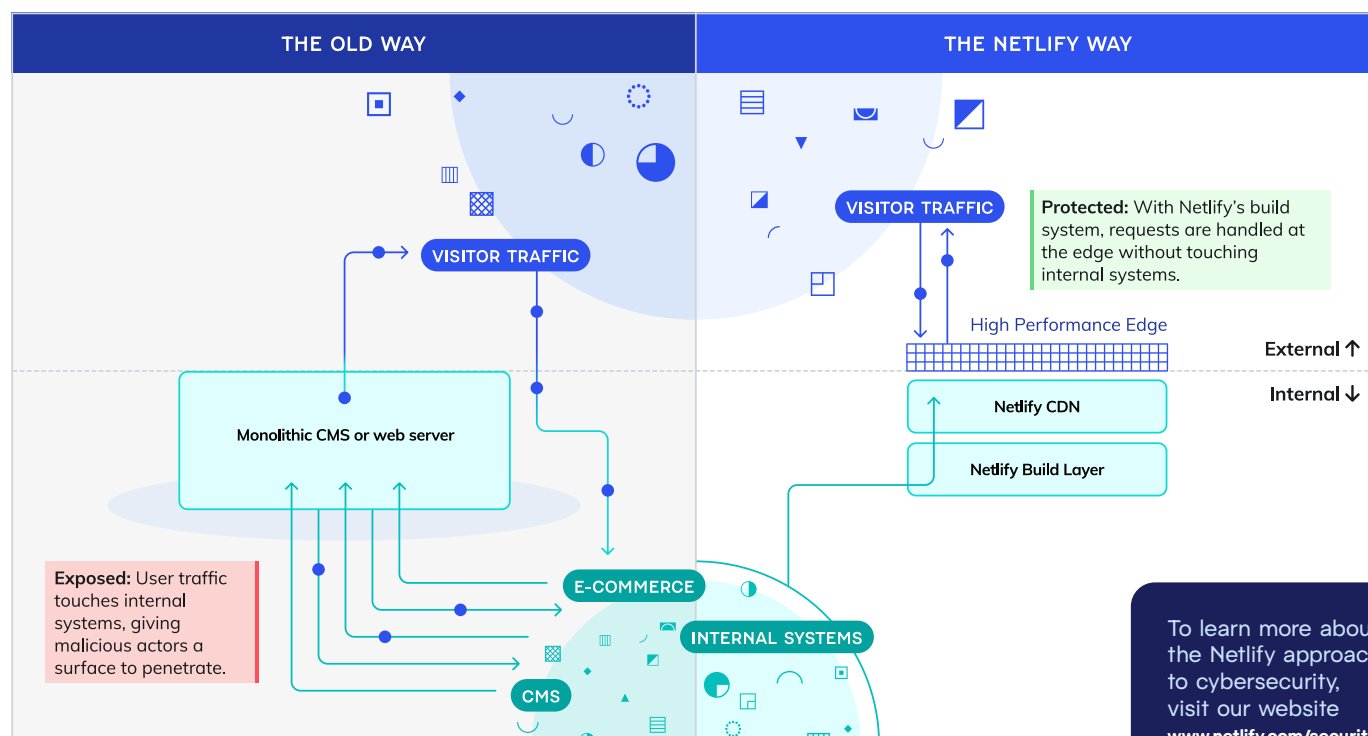 THE OLD WAY
THE NETLIFY WAY
VISITOR TRAFFIC
Monolithic CMS or web server
Exposed: User traffic
touches internal
systems, giving
malicious actors a
surface to penetrate.
E-COMMERCE
CMS
VISITOR TRAFFIC
Protected: With Netlify’s build
system, requests are handled at
the edge without touching
internal systems.
High Performance Edge
External ↑
Internal ↓
Netlify CDN
Netlify Build Layer
INTERNAL SYSTEMS
To learn more
the Netlify
to cybersecurity,
visit our website